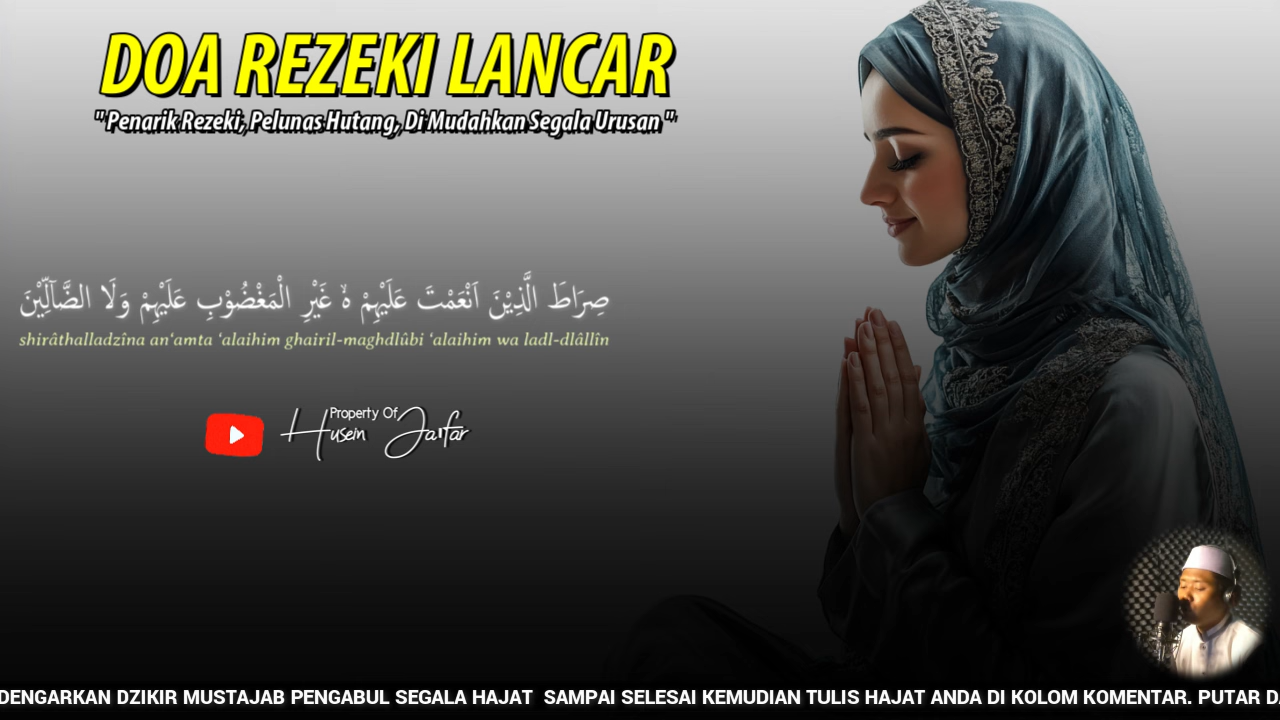 DOA REZEKI LANCAR
" Penarik Rezeki, Pelunas Hutang, Di Mudahkan Segala Urusan "
صِرَاطَ الَّذِيْنَ اَنْعَمْتَ عَلَيْهِمْ ەۙ غَيْرِ الْمَغْضُوْبِ عَلَيْهِمْ وَلَا الضَّاۤلِّيْنَ
shirâthalladzîna an‘amta ‘alaihim ghairil-maghdlûbi ‘alaihim wa ladl-dlâllîn
Property Of
Husein Ja'far
DENGARKAN DZIKIR MUSTAJAB PENGABUL SEGALA HAJAT SAMPAI SELESAI KEMUDIAN TULIS HAJAT ANDA DI KOLOM KOMENTAR. PUTAR